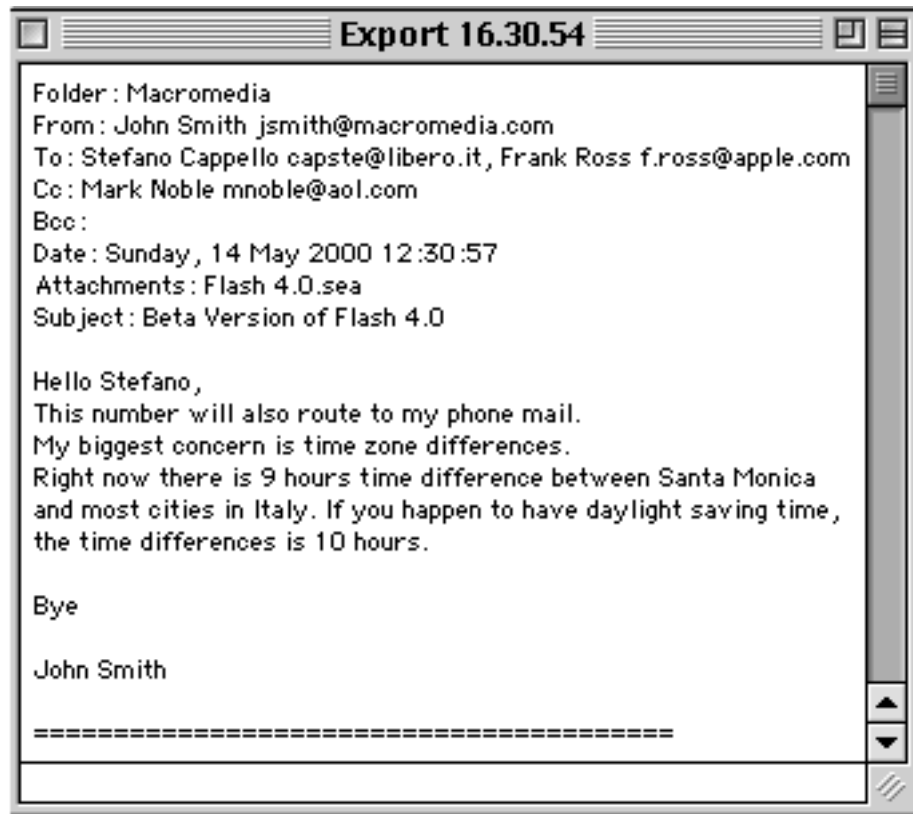 Export 16.30.54
Folder: Macromedia
From: John Smith jsmith@macromedia.com
To: Stefano Cappello capste@libero.it, Frank Ross f.ross@apple.com
Cc: Mark Noble mnoble@aol.com
Bcc:
Date: Sunday, 14 May 2000 12:30:57
Attachments: Flash 4.0.sea
Subject: Beta Version of Flash 4.0
Hello Stefano,
This number will also route to my phone mail.
My biggest concern is time zone differences.
Right now there is 9 hours time difference between Santa Monica
and most cities in Italy. If you happen to have daylight saving time,
the time differences is 10 hours.
Bye
John Smith
========================================